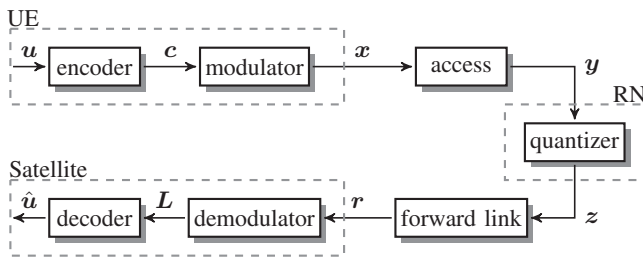 UE
u encoder c modulator x access y
RN
quantizer
Satellite
û decoder L demodulator r forward link z